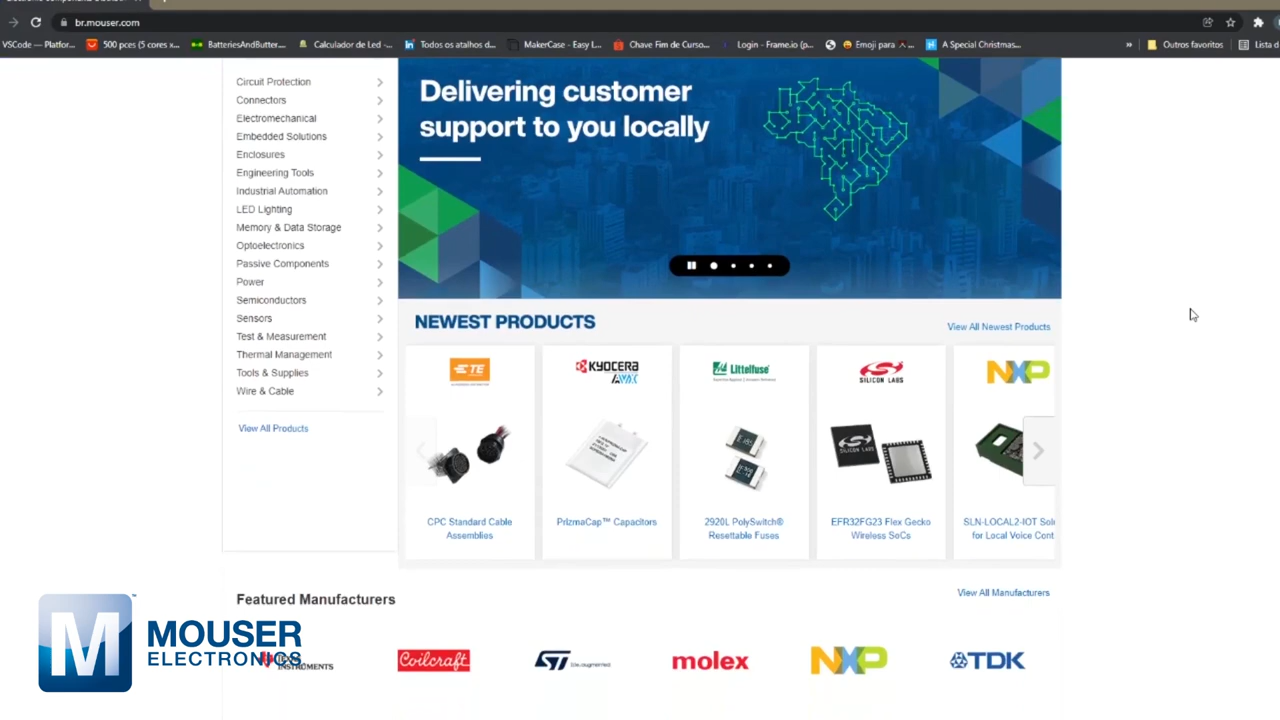 br.mouser.com
VSCode — Platfor...
500 pces (5 cores x...
BatteriesAndButter...
Calculador de Led -...
Todos os atalhos d...
MakerCase - Easy L...
Chave Fim de Curso...
Login - Frame.io (p...
Emoji para
A Special Christmas...
»
Outros favoritos
Lista d
Circuit Protection
Connectors
Electromechanical
Embedded Solutions
Enclosures
Engineering Tools
Industrial Automation
LED Lighting
Memory & Data Storage
Optoelectronics
Passive Components
Power
Semiconductors
Sensors
Test & Measurement
Thermal Management
Tools & Supplies
Wire & Cable
View All Products
Delivering customer
support to you locally
NEWEST PRODUCTS
View All Newest Products
TE
KYOCERA
AVX
Littelfuse
SILICON LABS
NXP
SILICON LABS
CPC Standard Cable
Assemblies
PrizmaCap™ Capacitors
2920L PolySwitch®
Resettable Fuses
EFR32FG23 Flex Gecko
Wireless SoCs
SLN-LOCAL2-IOT Solu
for Local Voice Cont
Featured Manufacturers
View All Manufacturers
M
MOUSER
ELECTRONICS
INSTRUMENTS
Coilcraft
ST life.augmented
molex
NXP
TDK